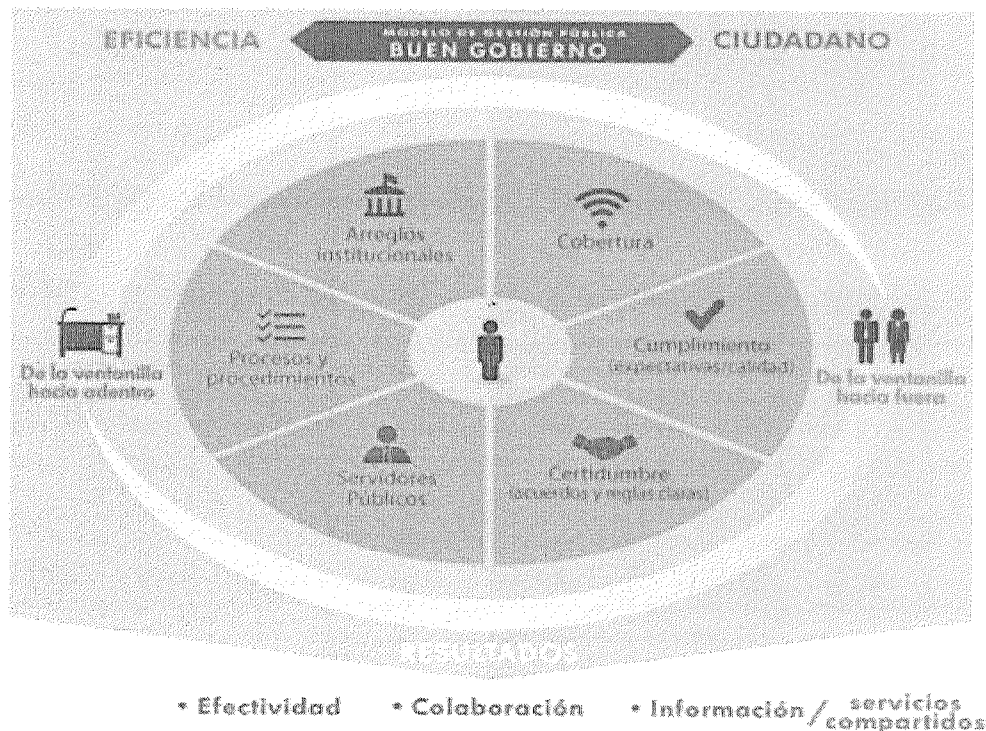 EFICIENCIA
MODELO DE GESTIÓN PÚBLICA
BUEN GOBIERNO
CIUDADANO
Arreglos
institucionales
Cobertura
De la ventanilla
hacia adentro
Procesos y
procedimientos
Cumplimiento
(expectativas/calidad)
De la ventanilla
hacia fuera
Servidores
Públicos
Certidumbre
(acuerdos y reglas claras)
RESULTADOS
• Efectividad
• Colaboración
• Información / servicios
compartidos